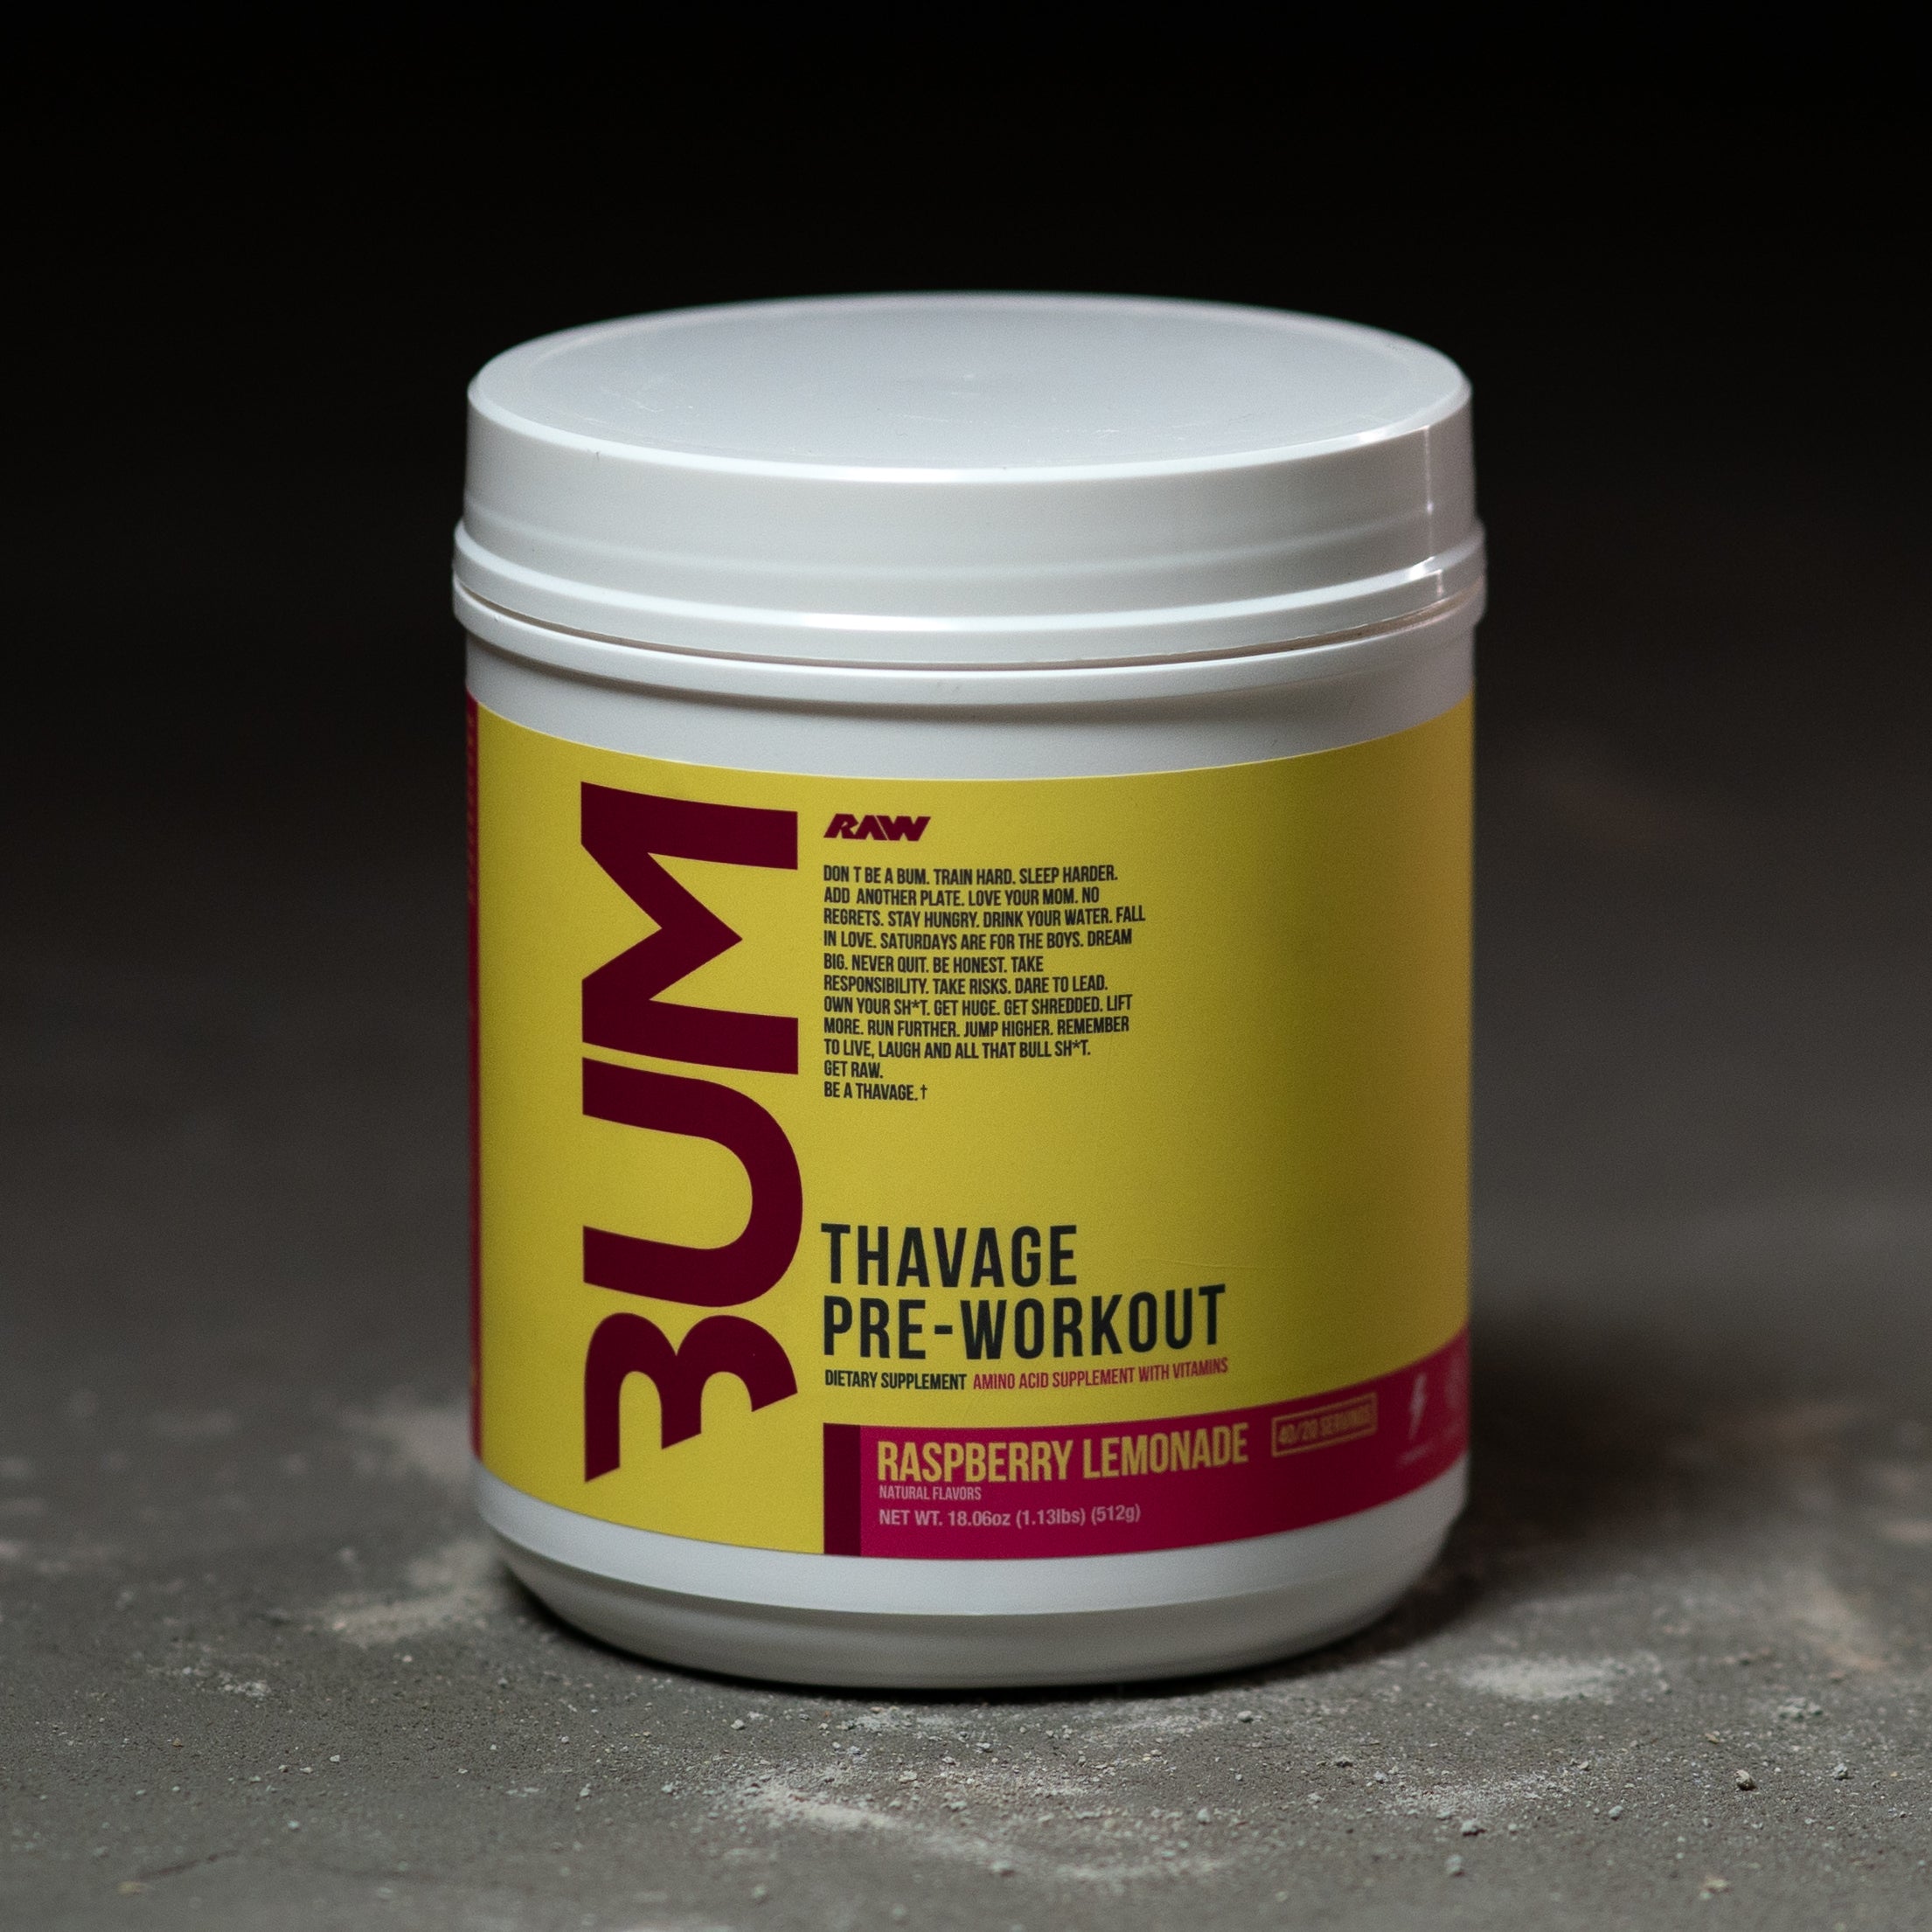 BUM
RAW
DON T BE A BUM. TRAIN HARD. SLEEP HARDER.
ADD ANOTHER PLATE. LOVE YOUR MOM. NO
REGRETS. STAY HUNGRY. DRINK YOUR WATER. FALL
IN LOVE. SATURDAYS ARE FOR THE BOYS. DREAM
BIG. NEVER QUIT. BE HONEST. TAKE
RESPONSIBILITY. TAKE RISKS. DARE TO LEAD.
OWN YOUR SH*T. GET HUGE. GET SHREDDED. LIFT
MORE. RUN FURTHER. JUMP HIGHER. REMEMBER
TO LIVE, LAUGH AND ALL THAT BULL SH*T.
GET RAW.
BE A THAVAGE.†
THAVAGE
PRE-WORKOUT
DIETARY SUPPLEMENT AMINO ACID SUPPLEMENT WITH VITAMINS
RASPBERRY LEMONADE 40/20 SERVINGS
NATURAL FLAVORS
NET WT. 18.06oz (1.13lbs) (512g)